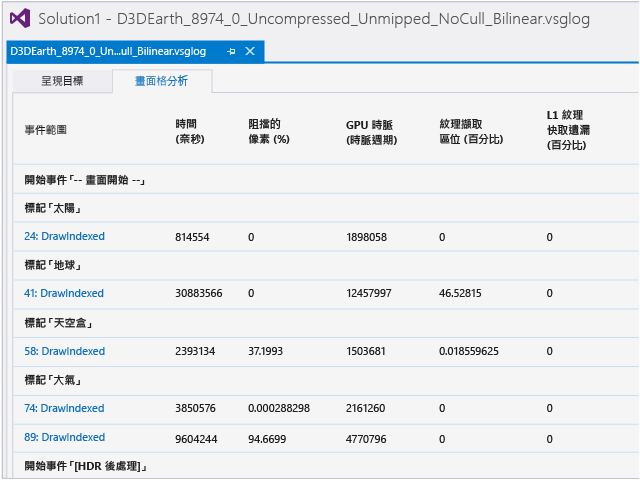 Solution1 - D3DEarth_8974_0_Uncompressed_Unmipped_NoCull_Bilinear.vsglog
D3DEarth_8974_0_Un...ull_Bilinear.vsglog
呈現目標 畫面格分析
事件範圍 時間 (奈秒) 阻擋的像素 (%) GPU 時脈 (時脈週期) 紋理擷取區位 (百分比) L1 紋理快取遺漏 (百分比)
開始事件「-- 畫面開始 --」
標記「太陽」
24: DrawIndexed 814554 0 1898058 0 0
標記「地球」
41: DrawIndexed 30883566 0 12457997 46.52815 0
標記「天空盒」
58: DrawIndexed 2393134 37.1993 1503681 0.018559625 0
標記「大氣」
74: DrawIndexed 3850576 0.000288298 2161260 0 0
89: DrawIndexed 9604244 94.6699 4770796 0 0
開始事件「[HDR 後處理]」